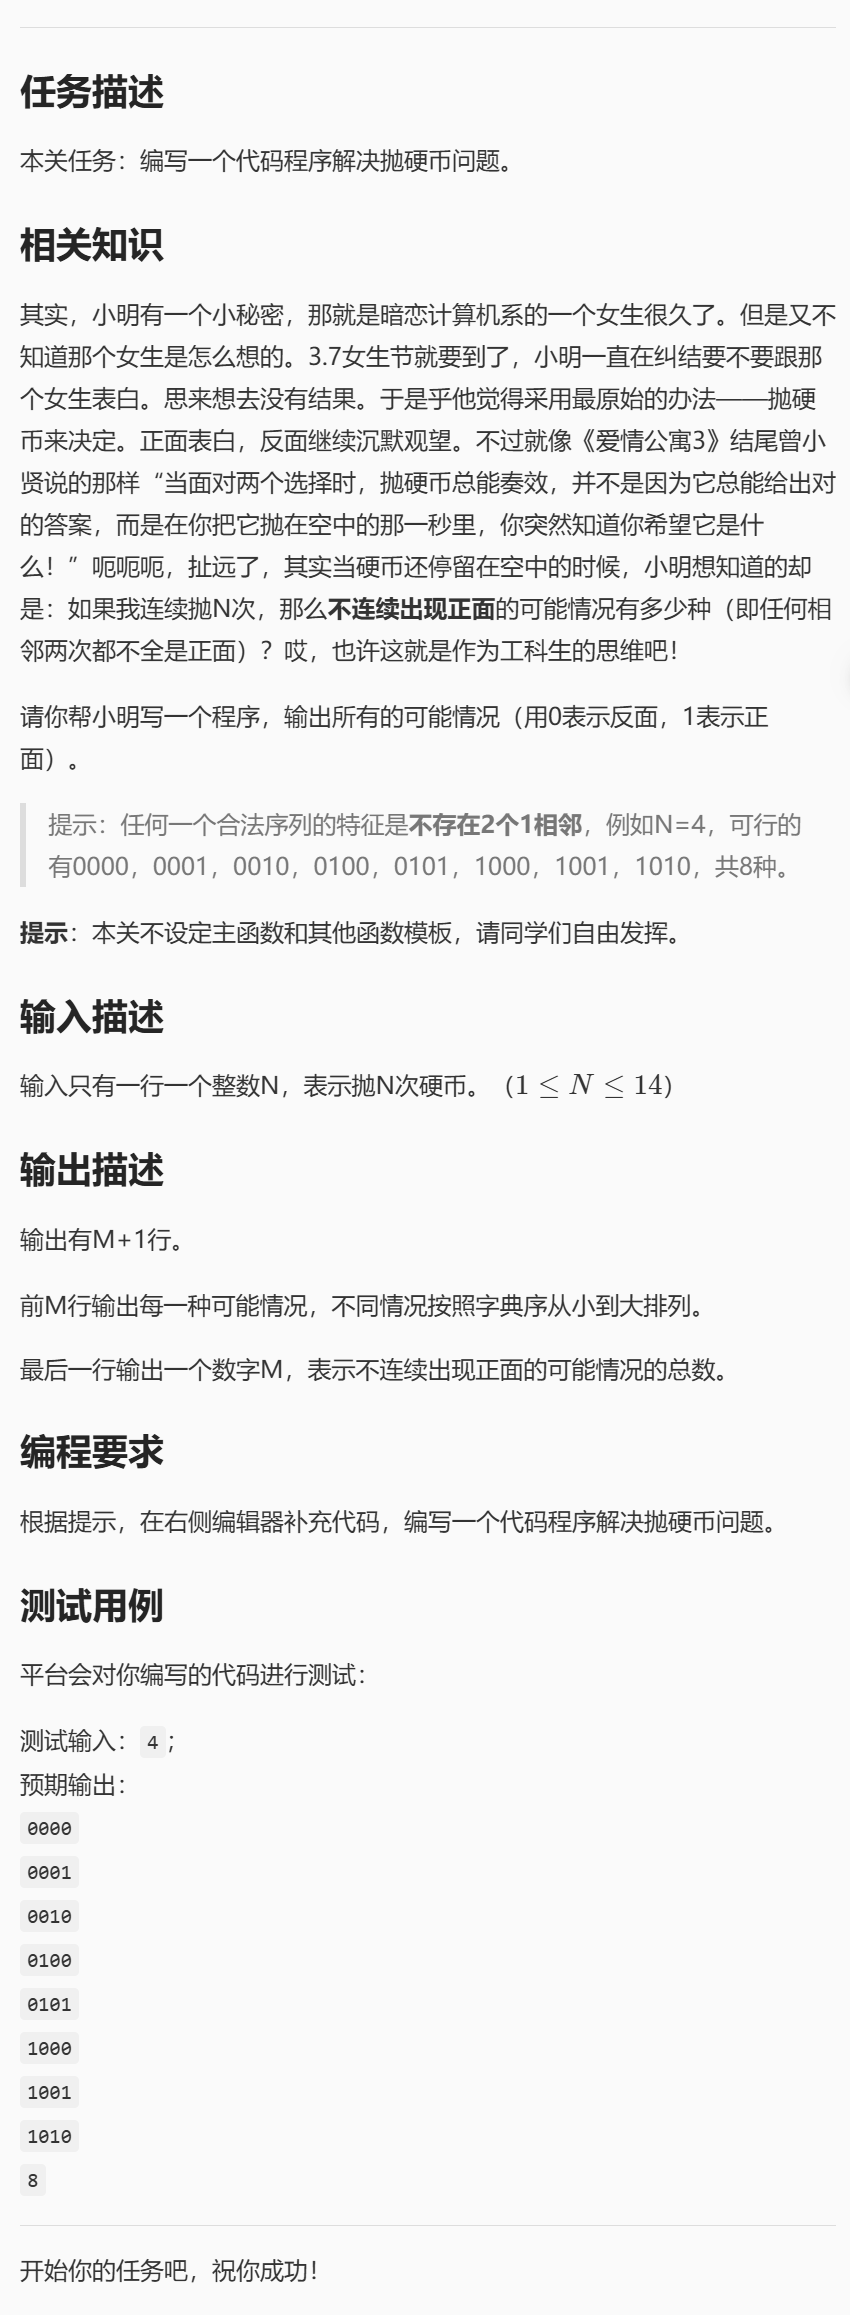 任务描述
本关任务：编写一个代码程序解决抛硬币问题。
相关知识
其实，小明有一个小秘密，那就是暗恋计算机系的一个女生很久了。但是又不
知道那个女生是怎么想的。3.7女生节就要到了，小明一直在纠结要不要跟那
个女生表白。思来想去没有结果。于是乎他觉得采用最原始的办法——抛硬
币来决定。正面表白，反面继续沉默观望。不过就像《爱情公寓3》结尾曾小
贤说的那样“当面对两个选择时，抛硬币总能奏效，并不是因为它总能给出对
的答案，而是在你把它抛在空中的那一秒里，你突然知道你希望它是什
么！”呃呃呃，扯远了，其实当硬币还停留在空中的时候，小明想知道的却
是：如果我连续抛N次，那么不连续出现正面的可能情况有多少种（即任何相
邻两次都不全是正面）？哎，也许这就是作为工科生的思维吧！
请你帮小明写一个程序，输出所有的可能情况（用0表示反面，1表示正
面）。
提示：任何一个合法序列的特征是不存在2个1相邻，例如N=4，可行的
有0000，0001，0010，0100，0101，1000，1001，1010，共8种。
提示：本关不设定主函数和其他函数模板，请同学们自由发挥。
输入描述
输入只有一行一个整数N，表示抛N次硬币。（1 ≤ N ≤ 14）
输出描述
输出有M+1行。
前M行输出每一种可能情况，不同情况按照字典序从小到大排列。
最后一行输出一个数字M，表示不连续出现正面的可能情况的总数。
编程要求
根据提示，在右侧编辑器补充代码，编写一个代码程序解决抛硬币问题。
测试用例
平台会对你编写的代码进行测试：
测试输入：4；
预期输出：
0000
0001
0010
0100
0101
1000
1001
1010
8
开始你的任务吧，祝你成功！